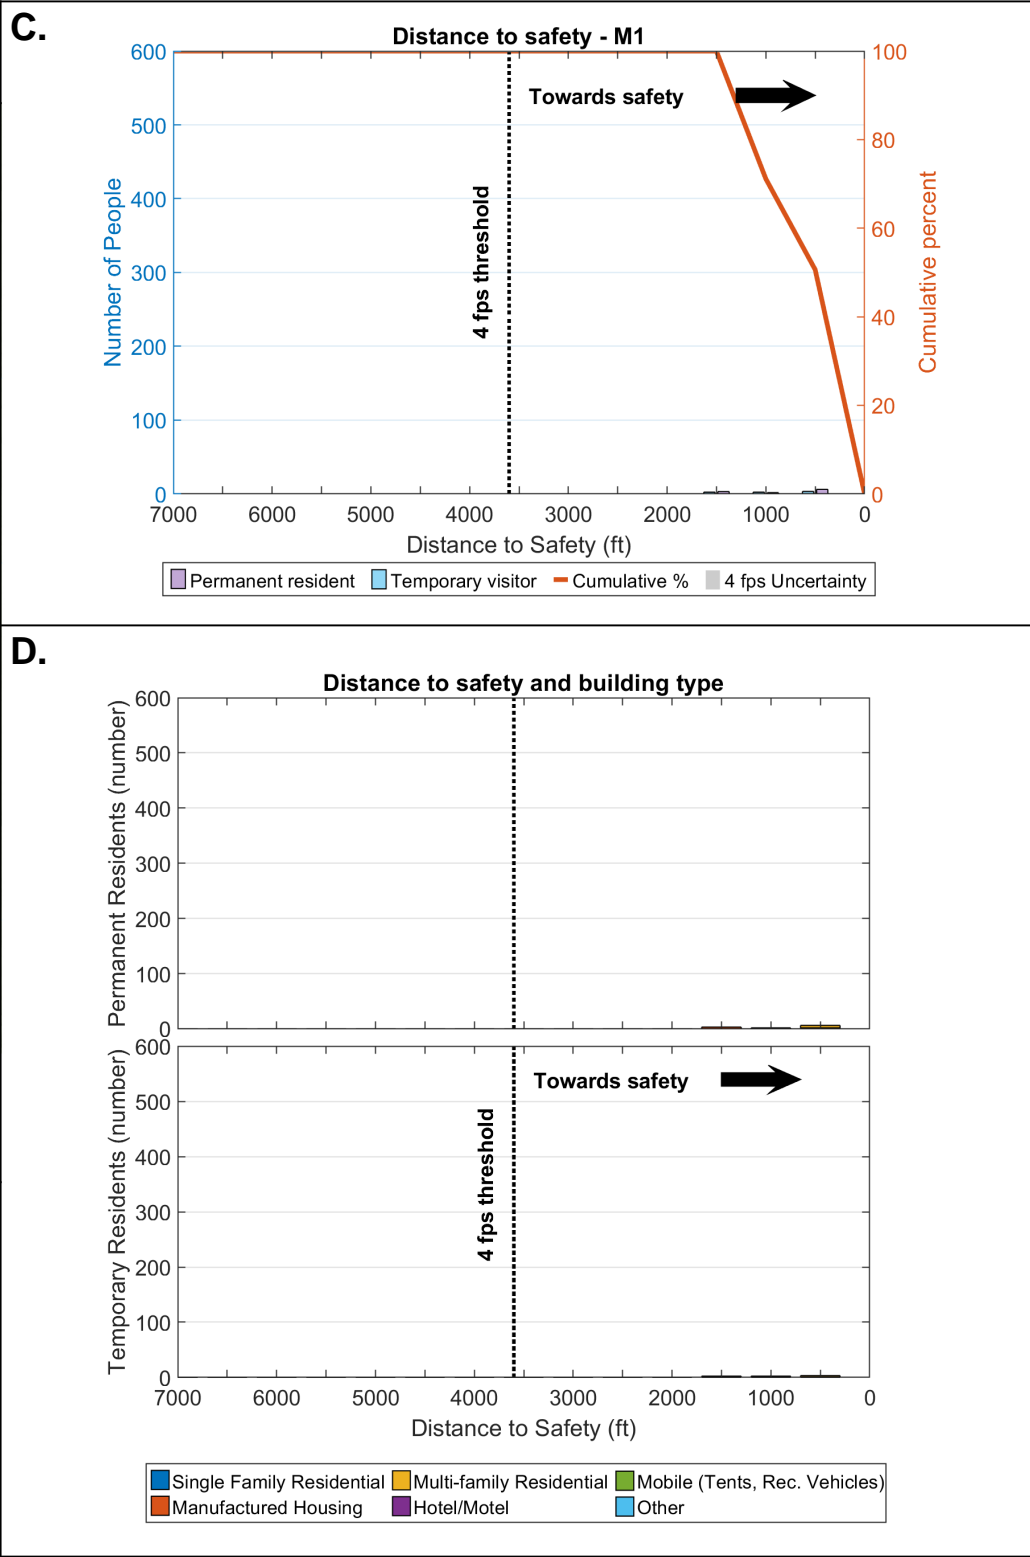 C.
Distance to safety - M1
600
500
400
300
200
100
0
Number of People
100
80
60
40
20
0
Cumulative percent
Towards safety
4 fps threshold
7000 6000 5000 4000 3000 2000 1000 0
Distance to Safety (ft)
Permanent resident Temporary visitor Cumulative % 4 fps Uncertainty
D.
Distance to safety and building type
600
500
400
300
200
100
0
Permanent Residents (number)
600
500
400
300
200
100
0
Temporary Residents (number)
Towards safety
4 fps threshold
7000 6000 5000 4000 3000 2000 1000 0
Distance to Safety (ft)
Single Family Residential Multi-family Residential Mobile (Tents, Rec. Vehicles)
Manufactured Housing Hotel/Motel Other